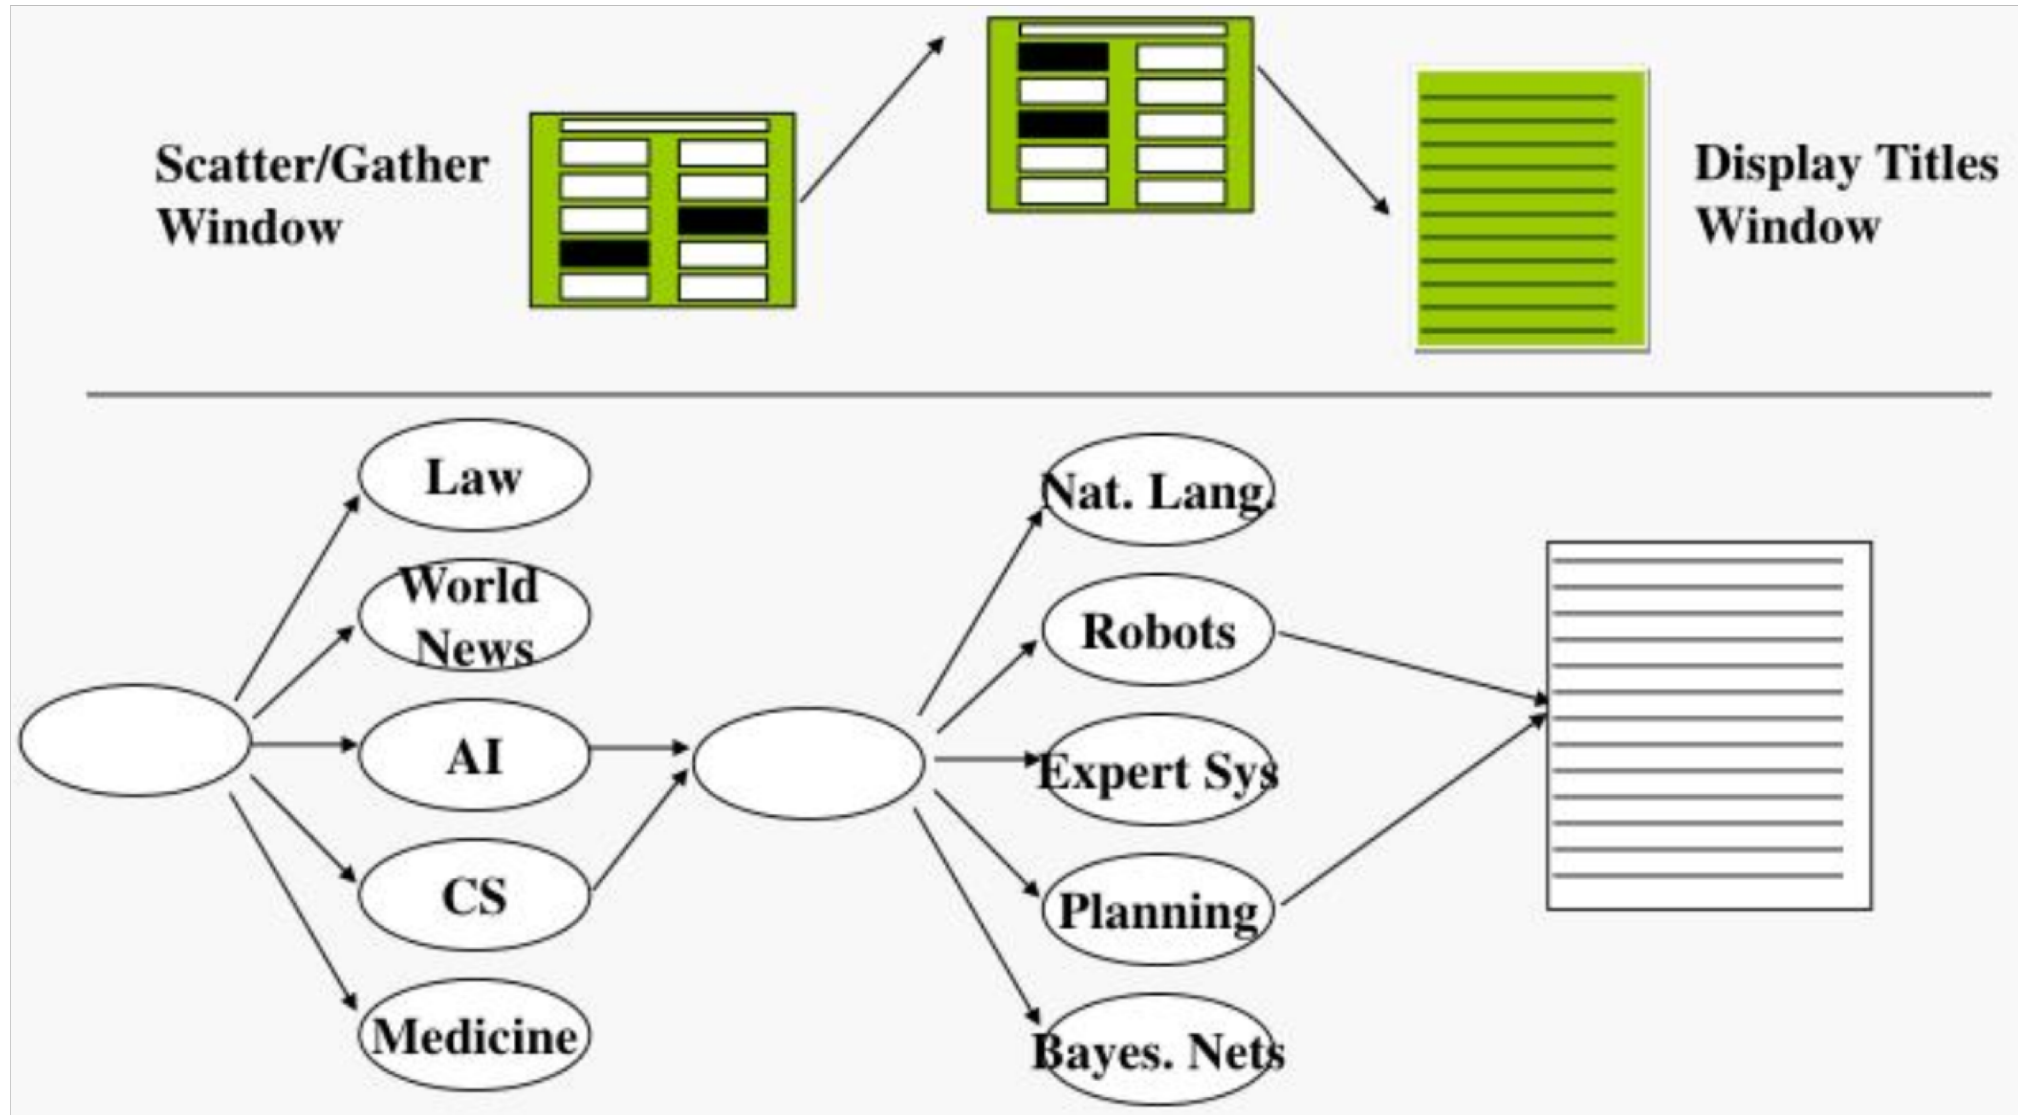 Scatter/Gather
Window
Display Titles
Window
Law
World
News
AI
CS
Medicine
Nat. Lang.
Robots
Expert Sys
Planning
Bayes. Nets